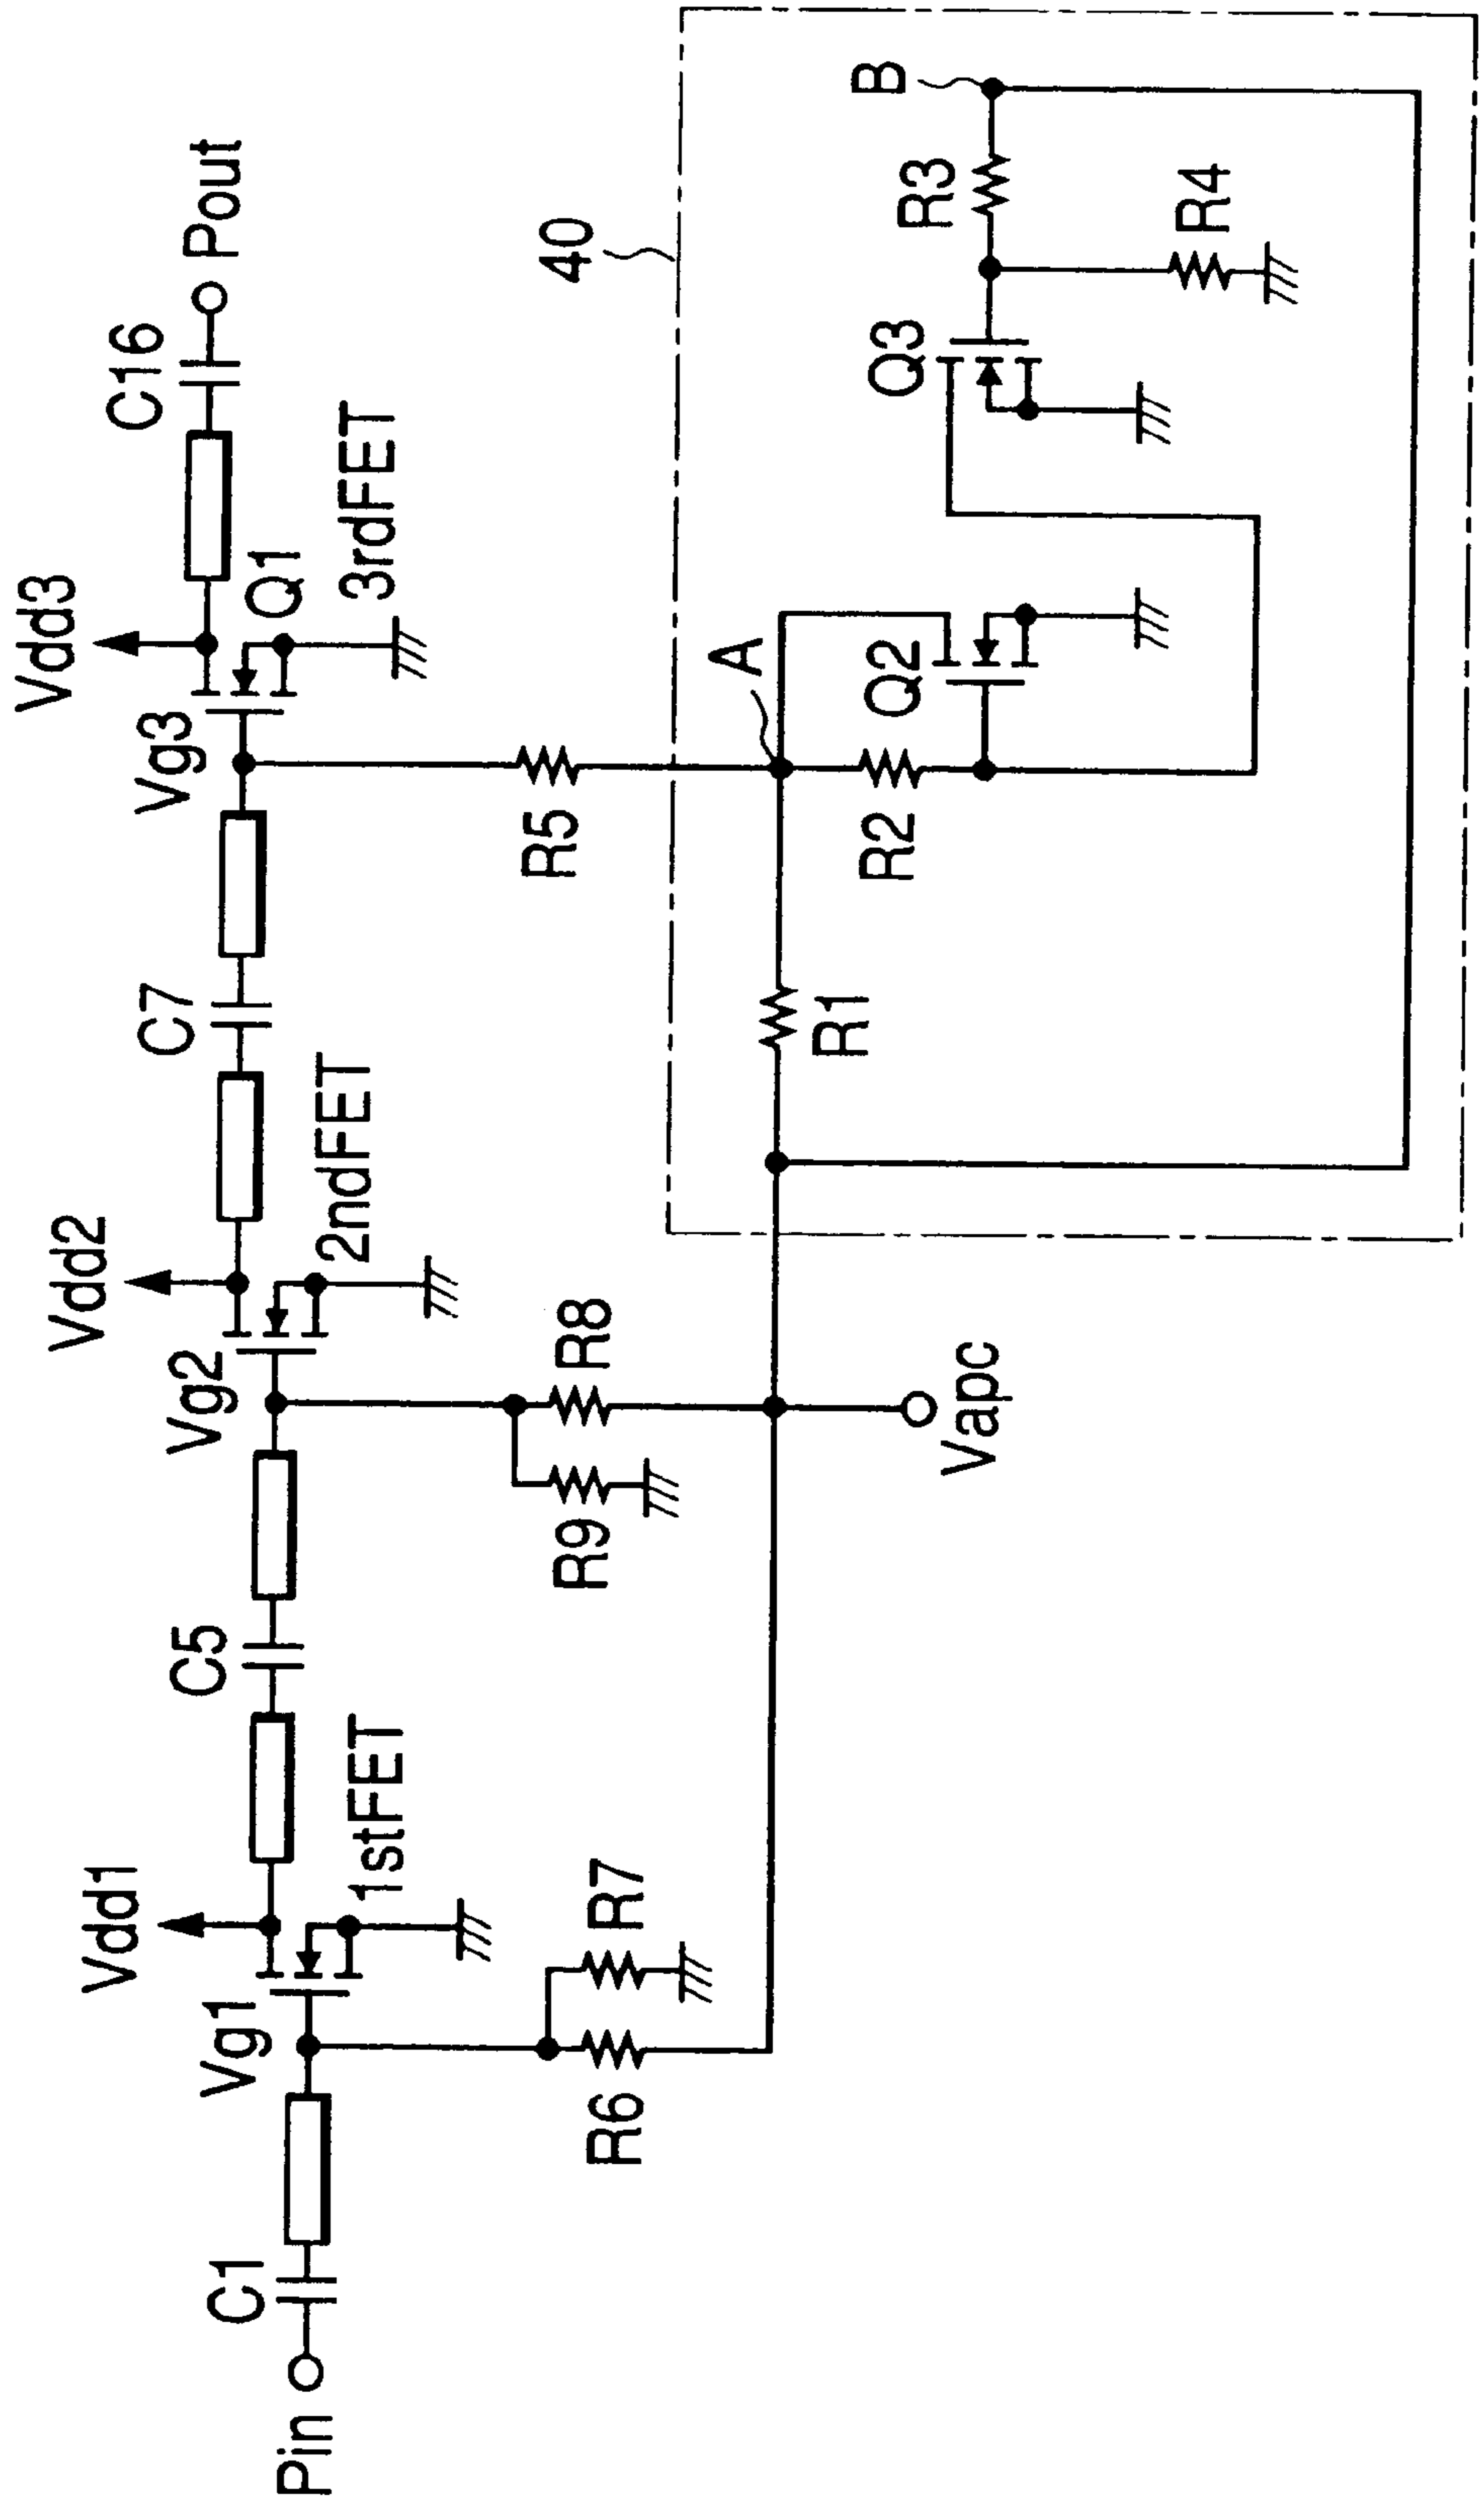 Vdd3
Vdd2
Vdd1
Pout
C16
Q1
3rdFET
Vg3
C7
2ndFET
Vg2
C5
1stFET
Vg1
C1
Pin
R5
R8
R9
R7
R6
Vapc
40
A
R1
R2
Q2
Q3
R3
R4
B